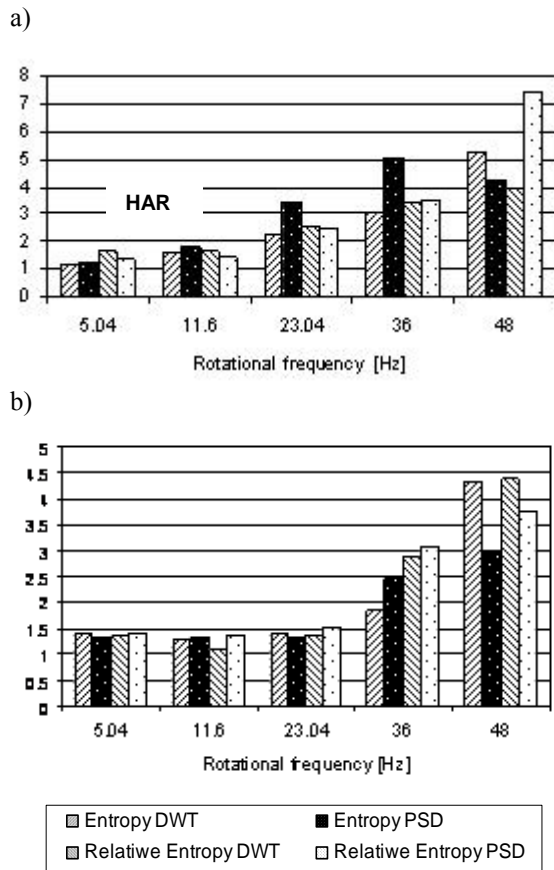 a)
8
7
6
5
4
3
2
1
0
HAR
5.04 11.6 23.04 36 48
Rotational frequency [Hz]
b)
5
4.5
4
3.5
3
2.5
2
1.5
1
0.5
0
5.04 11.6 23.04 36 48
Rotational frequency [Hz]
Entropy DWT Entropy PSD
Relatiwe Entropy DWT Relatiwe Entropy PSD